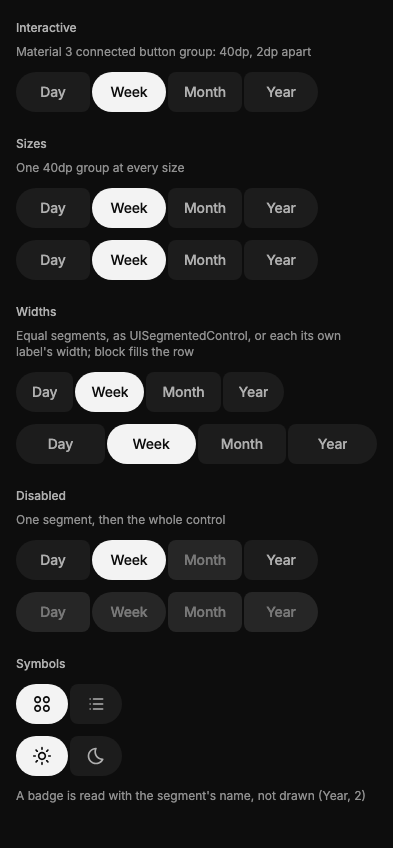 Interactive
Material 3 connected button group: 40dp, 2dp apart
Day Week Month Year
Sizes
One 40dp group at every size
Day Week Month Year
Day Week Month Year
Widths
Equal segments, as UISegmentedControl, or each its own
label's width; block fills the row
Day Week Month Year
Day Week Month Year
Disabled
One segment, then the whole control
Day Week Month Year
Day Week Month Year
Symbols
A badge is read with the segment's name, not drawn (Year, 2)